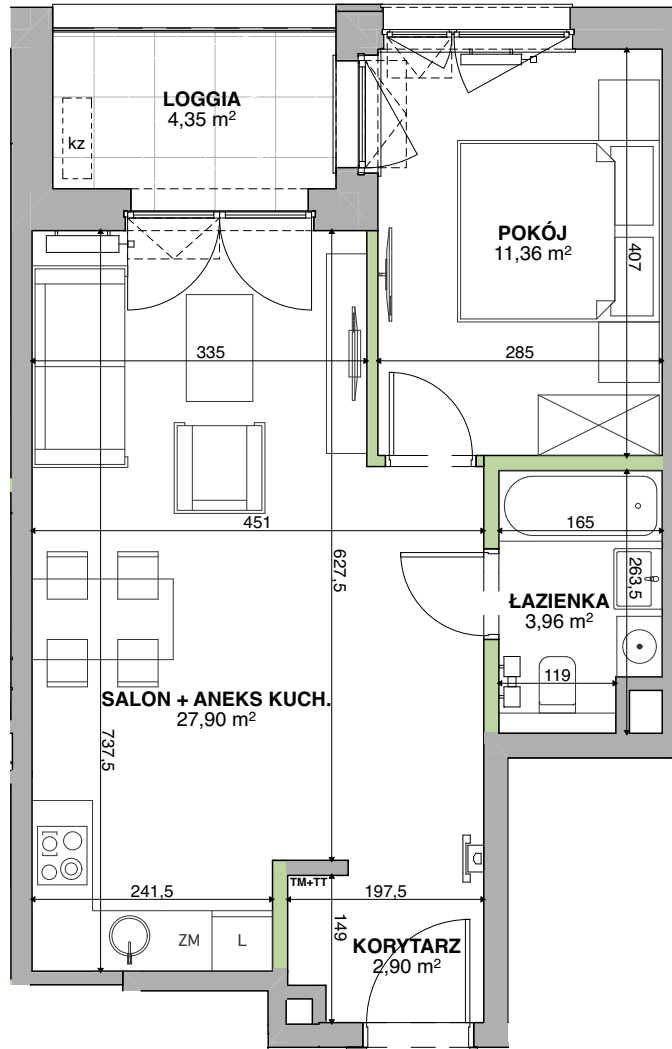 LOGGIA
4,35 m²
kz
POKÓJ
11,36 m²
407
335
285
451
165
627,5
263,5
ŁAZIENKA
3,96 m²
119
SALON + ANEKS KUCH.
27,90 m²
737,5
TM+TT
241,5
197,5
149
ZM
L
KORYTARZ
2,90 m²